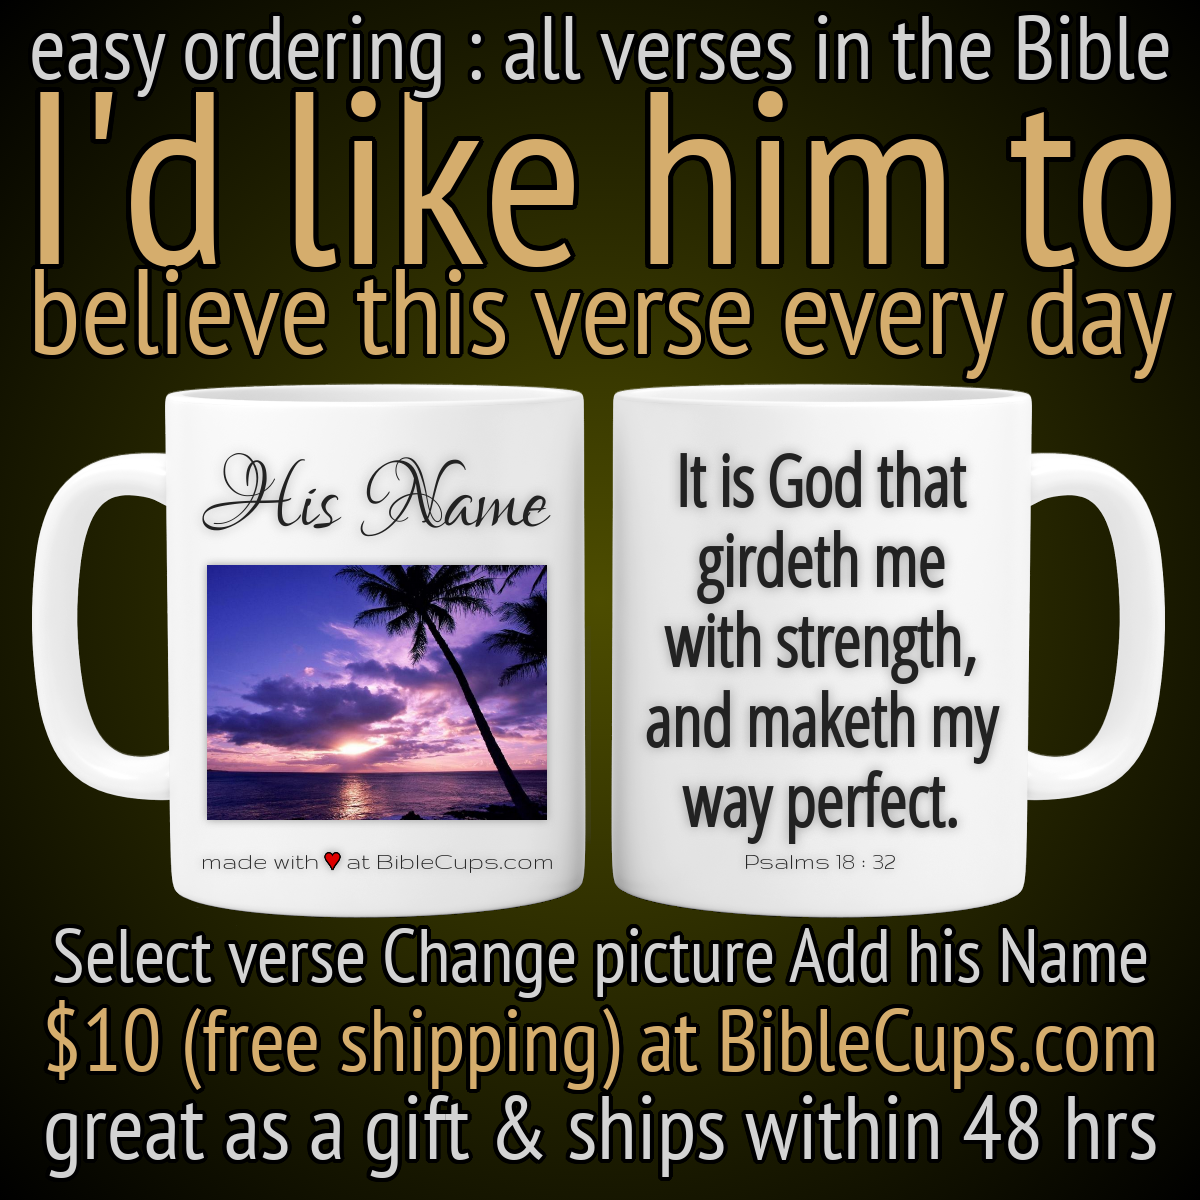 easy ordering : all verses in the Bible
I'd like him to
believe this verse every day
His Name
made with ♥ at BibleCups.com
It is God that
girdeth me
with strength,
and maketh my
way perfect.
Psalms 18 : 32
Select verse Change picture Add his Name
$10 (free shipping) at BibleCups.com
great as a gift & ships within 48 hrs